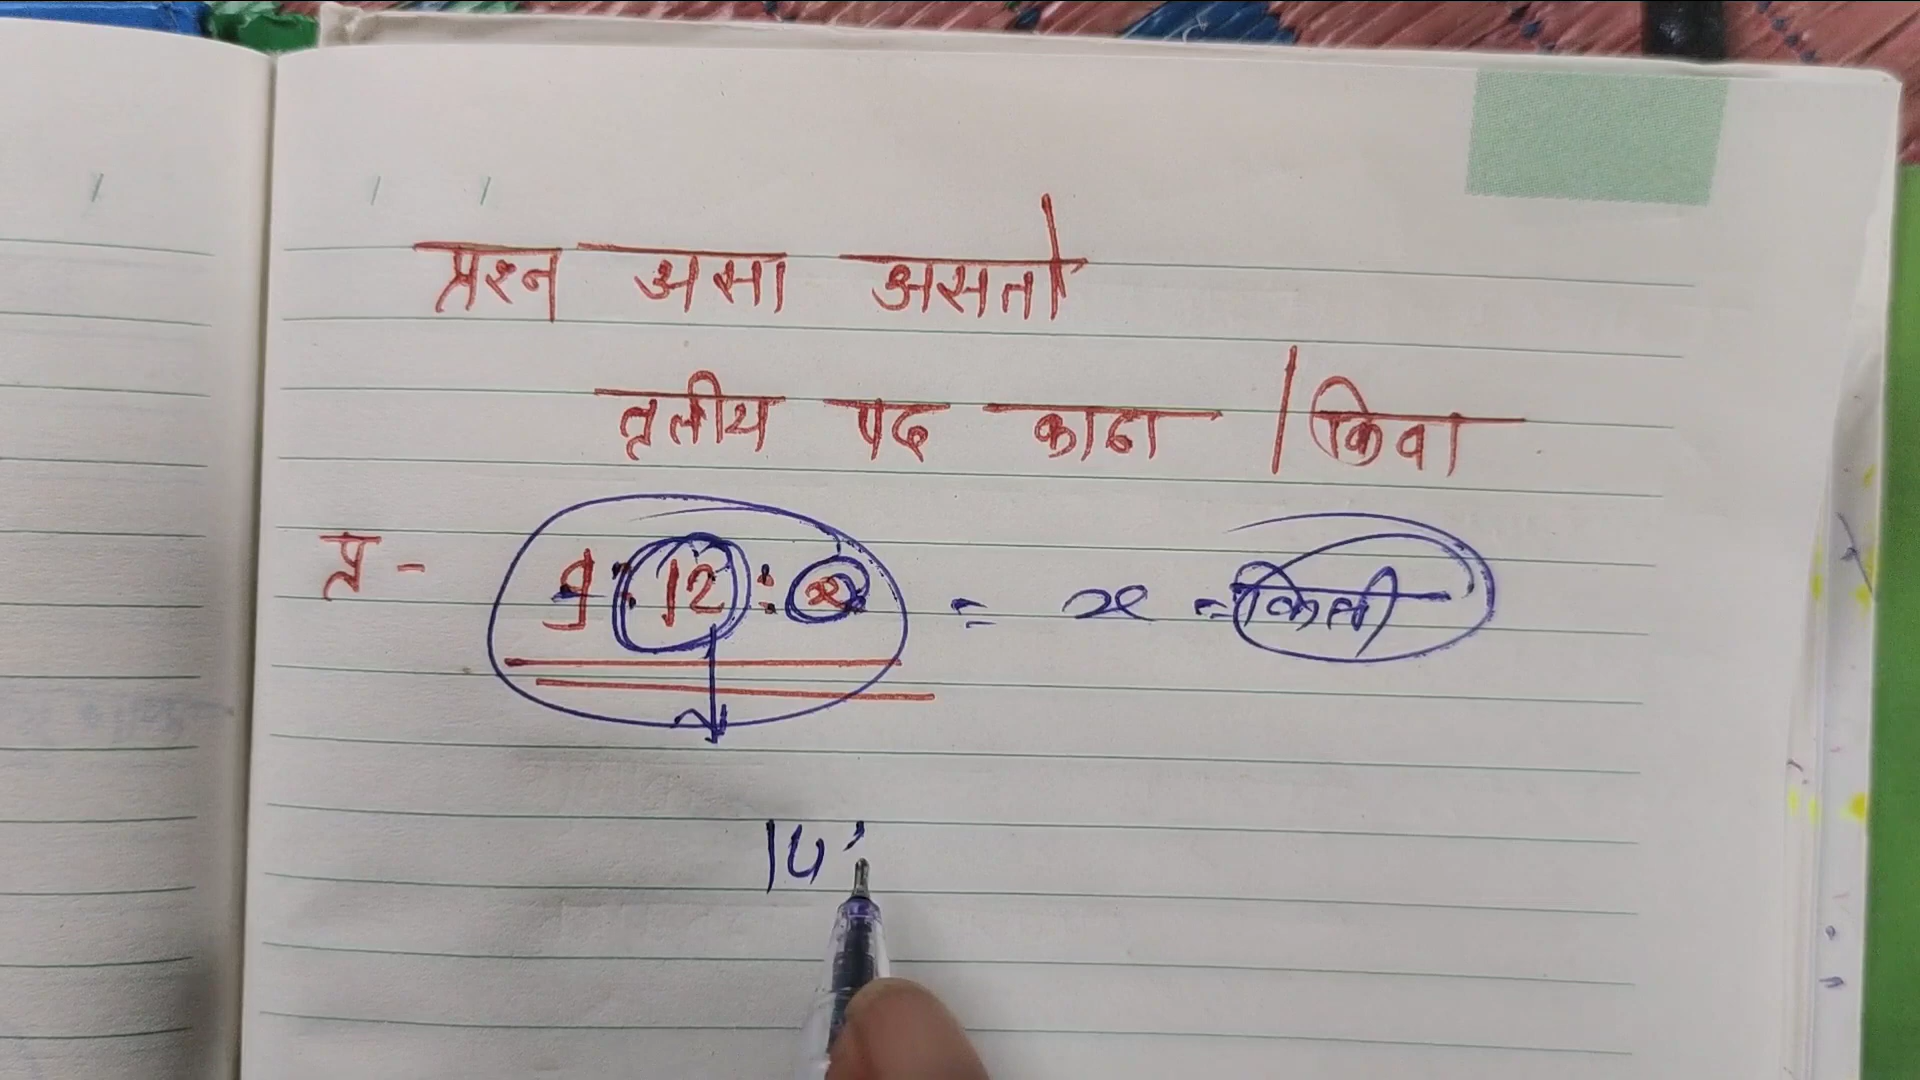 प्रश्न असा असतो
तृतीय पद काढा / किंवा
प्र - 9 : 12 : x = x = किती
14